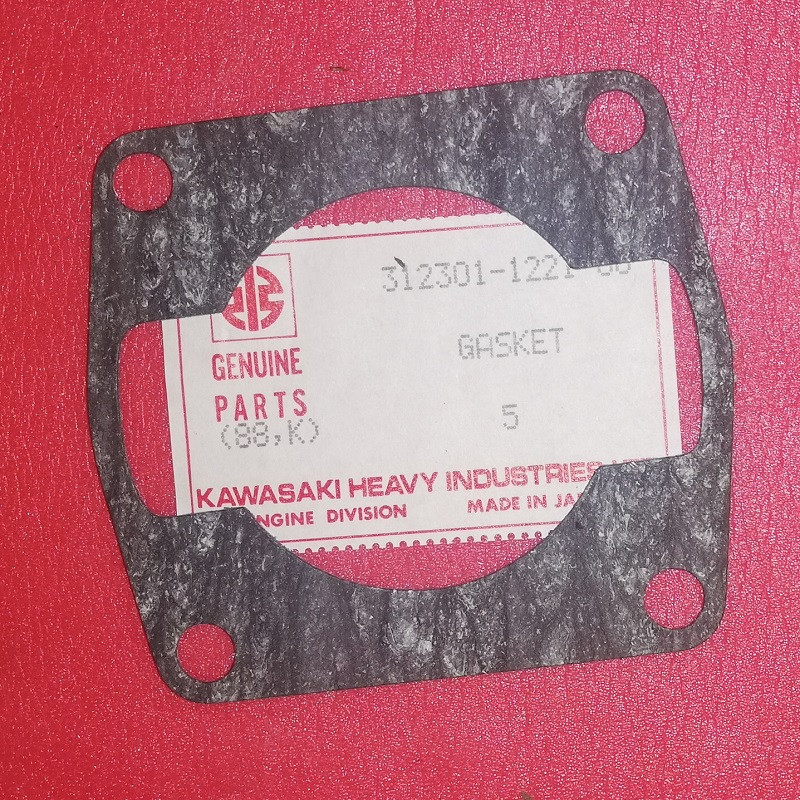 312301-1221
GENUINE
GASKET
PARTS
5
(88,K)
KAWASAKI HEAVY INDUSTRIES
ENGINE DIVISION MADE IN JA